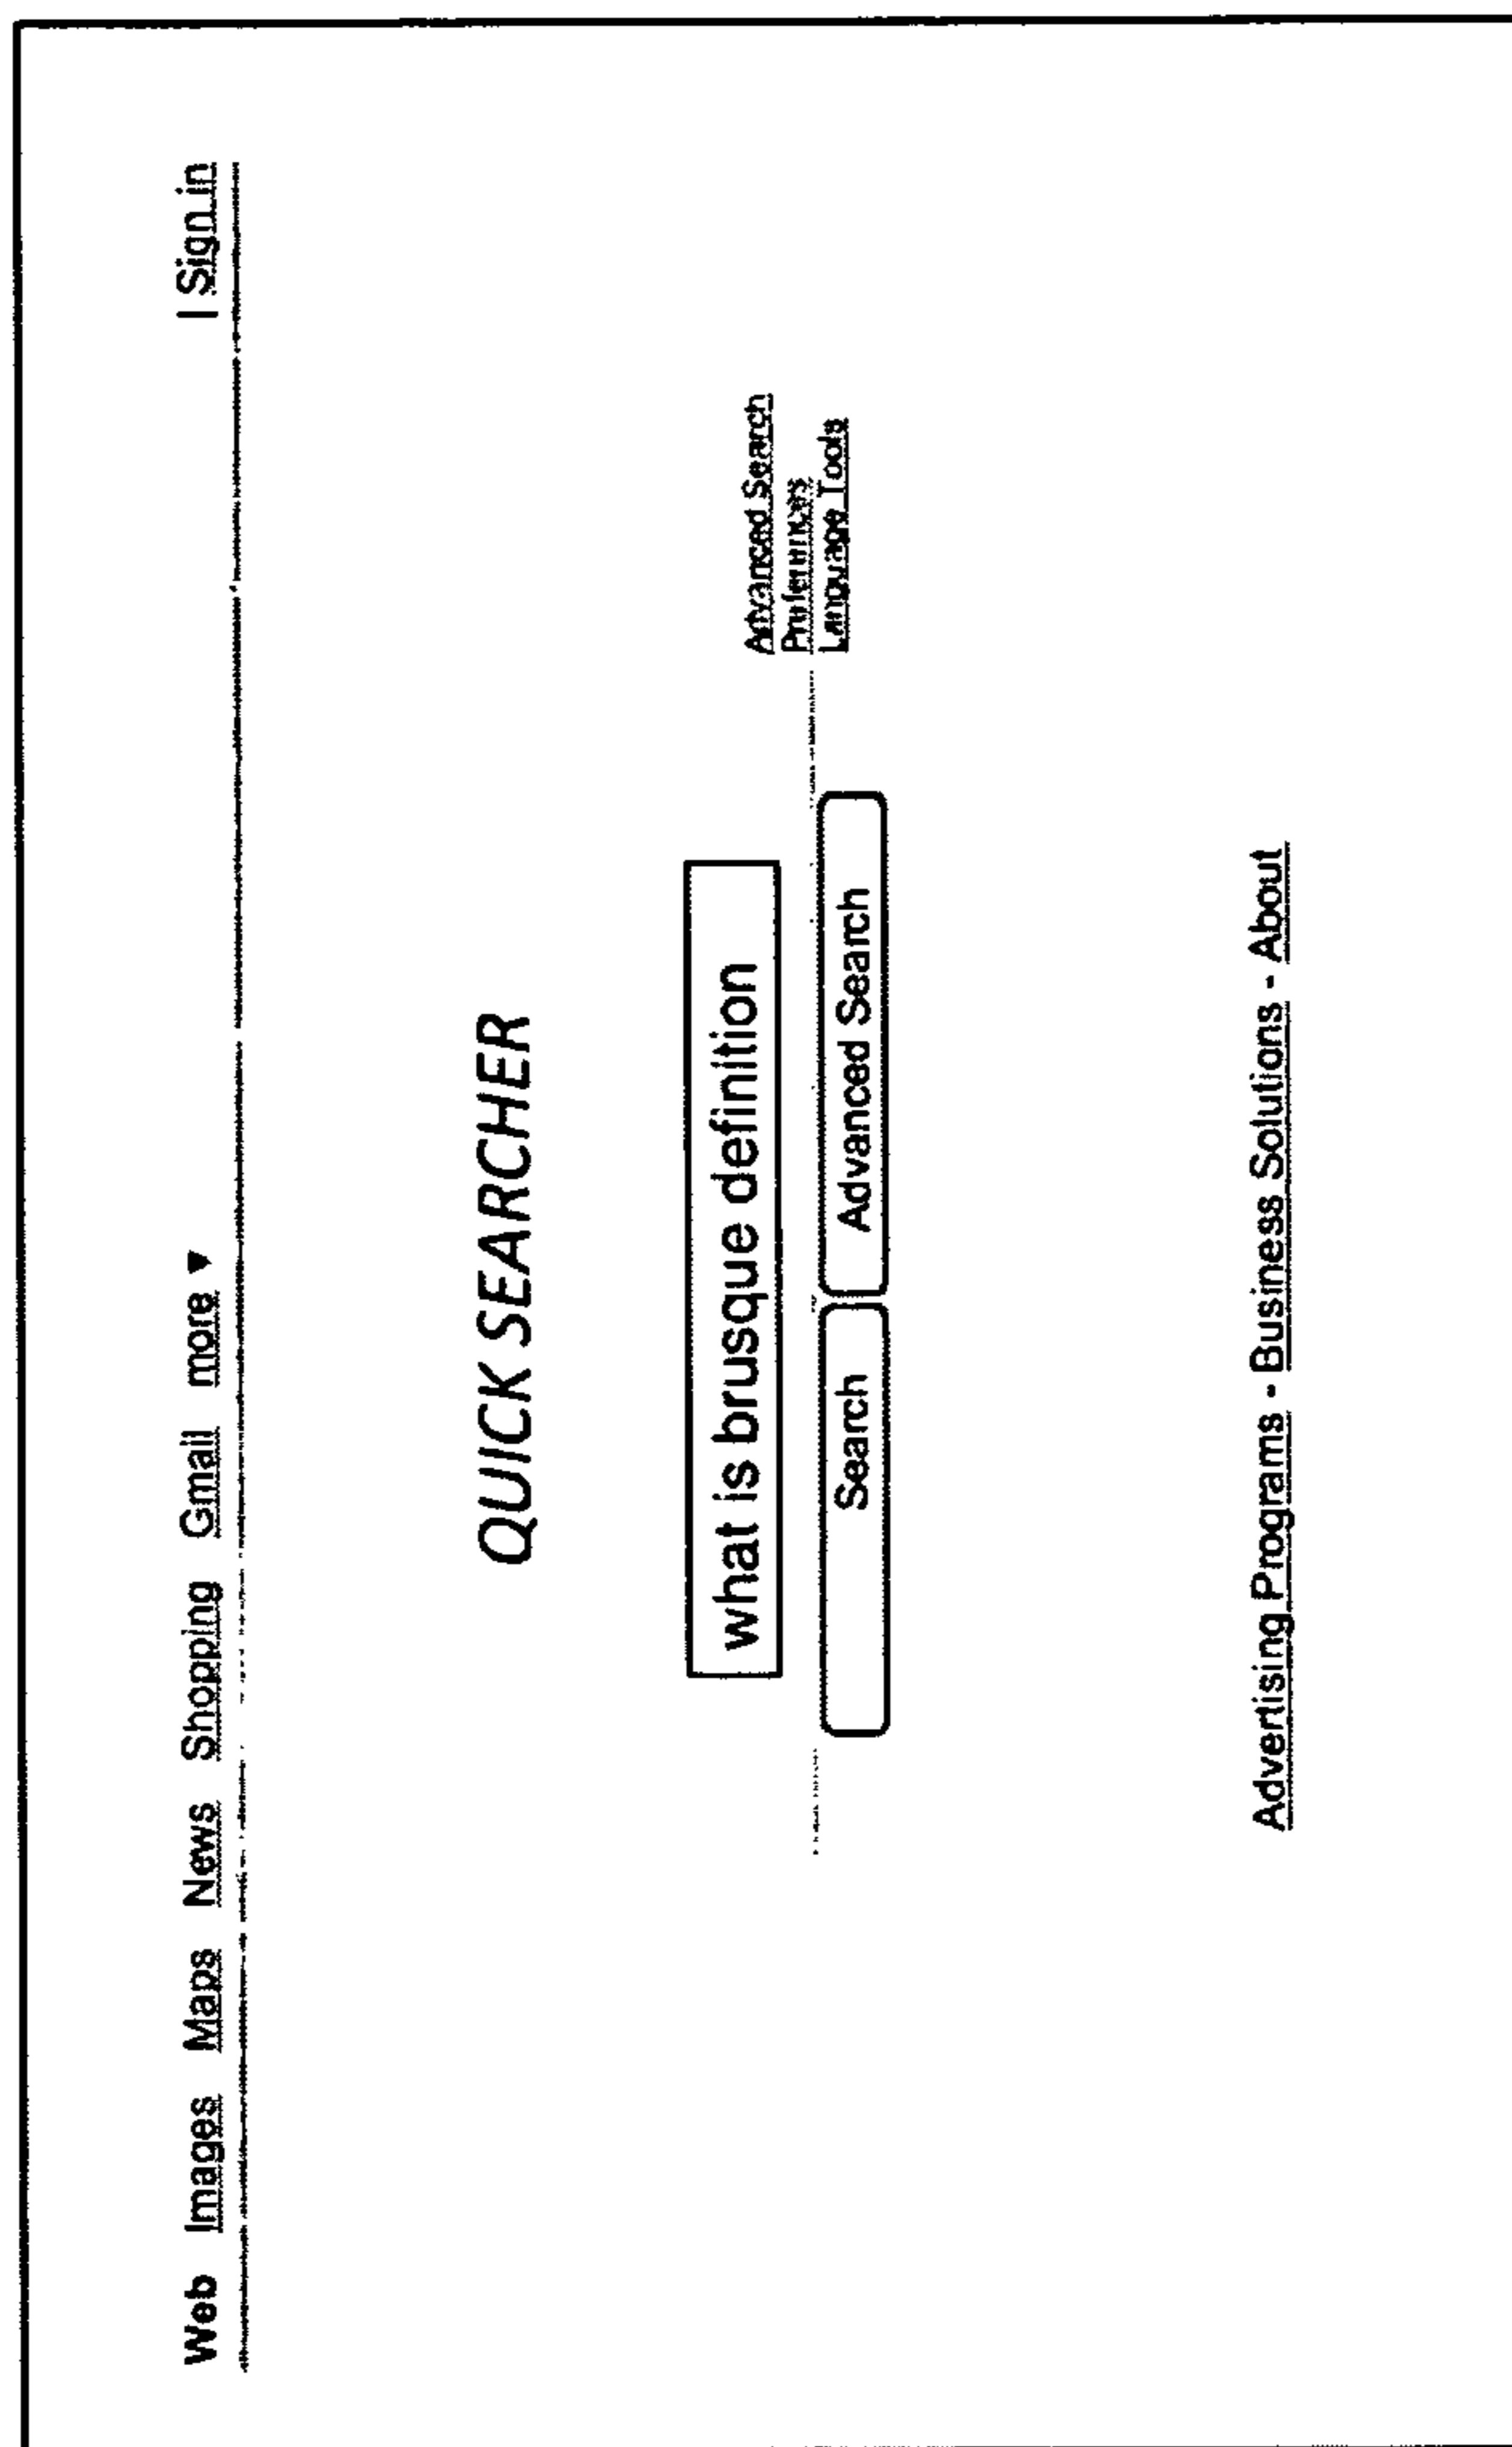 Web Images Maps News Shopping Gmail more ▼ | Sign in
QUICK SEARCHER
what is brusque definition
Advanced Search
Preferences
Language Tools
Search Advanced Search
Advertising Programs - Business Solutions - About